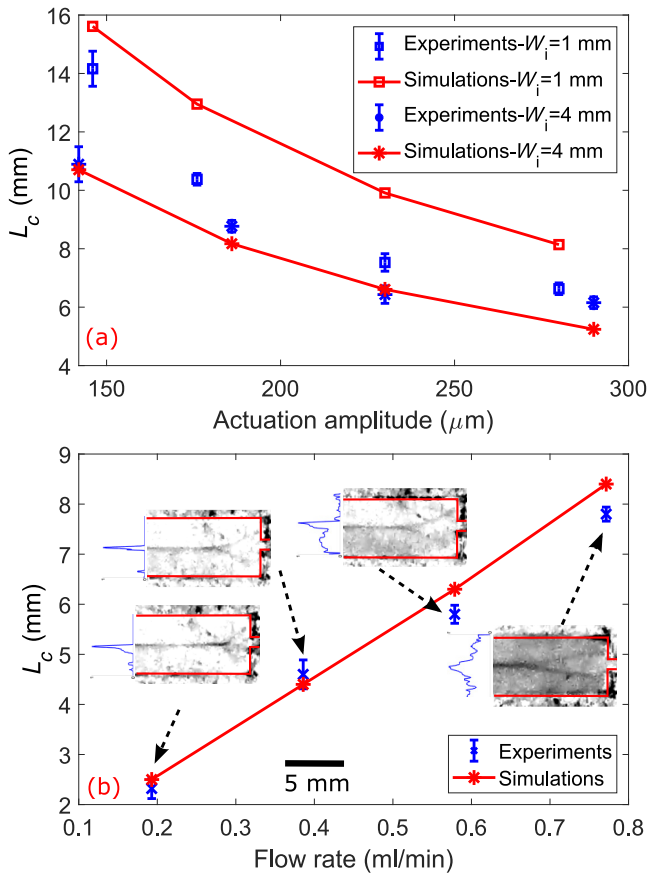 16
14
12
10
8
6
4
L_c (mm)
Experiments-W_i=1 mm
Simulations-W_i=1 mm
Experiments-W_i=4 mm
Simulations-W_i=4 mm
(a)
150 200 250 300
Actuation amplitude (μm)
9
8
7
6
5
4
3
2
L_c (mm)
5 mm
Experiments
Simulations
(b)
0.1 0.2 0.3 0.4 0.5 0.6 0.7 0.8
Flow rate (ml/min)